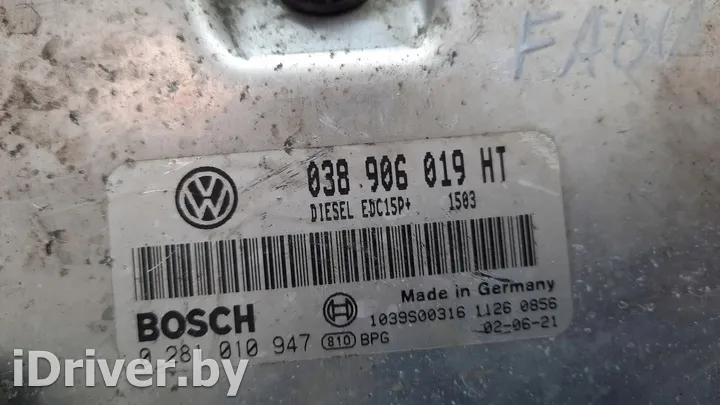 FABIA
038 906 019 HT
DIESEL EDC15P+ 1503
Made in Germany
BOSCH
1039S00316 1126 0856
0 281 010 947 810 BPG
02-06-21
iDriver.by